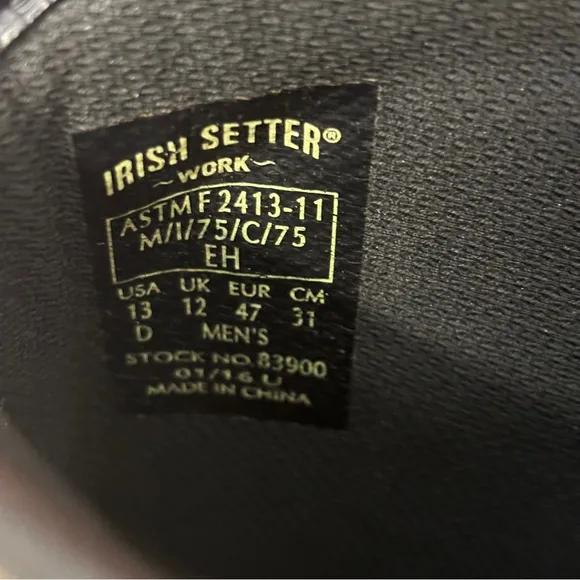 IRISH SETTER®
~WORK~
ASTM F 2413-11
M/I/75/C/75
EH
USA UK EUR CM
13 12 47 31
D MEN'S
STOCK NO. 83900
01/16 U
MADE IN CHINA